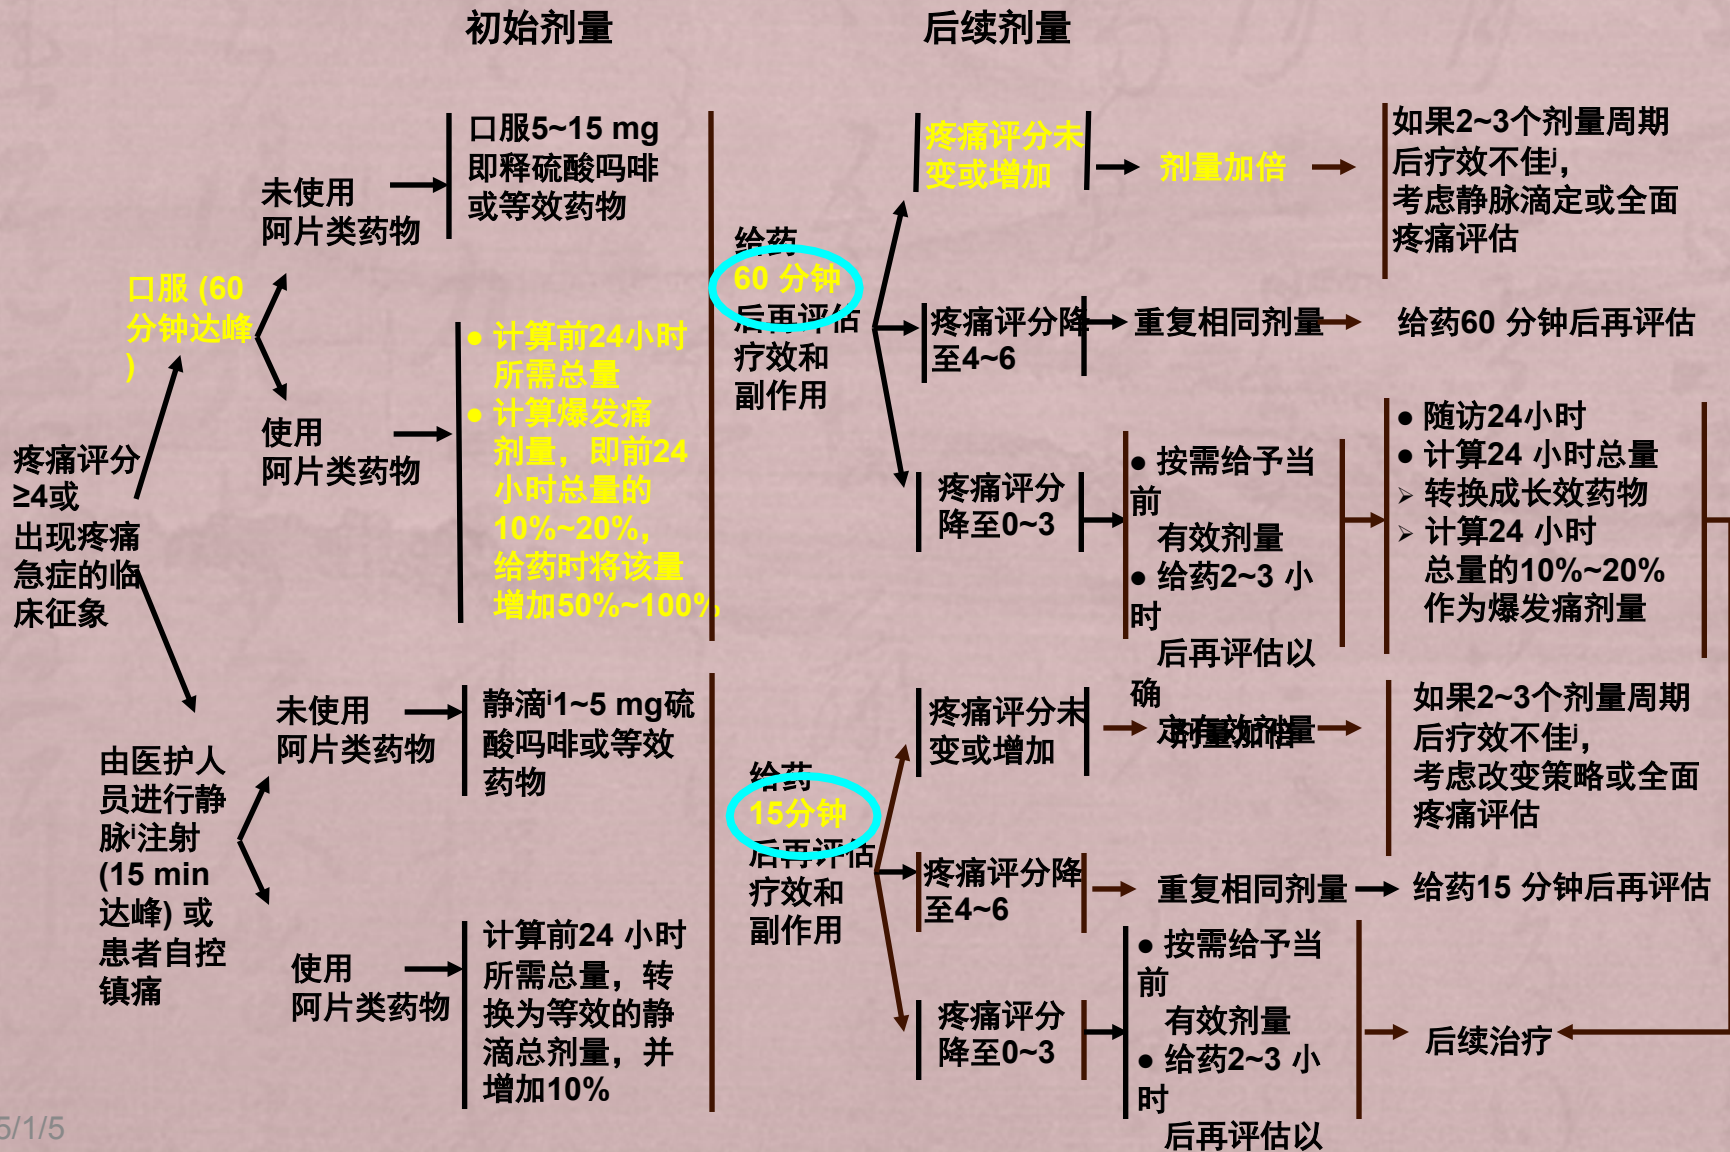 初始剂量
后续剂量
疼痛评分
≥4或
出现疼痛
急症的临
床征象
口服 (60
分钟达峰
)
未使用
阿片类药物
口服5~15 mg
即释硫酸吗啡
或等效药物
使用
阿片类药物
● 计算前24小时
所需总量
● 计算爆发痛
剂量，即前24
小时总量的
10%~20%，
给药时将该量
增加50%~100%
给药
60 分钟
后再评估
疗效和
副作用
疼痛评分未
变或增加
剂量加倍
如果2~3个剂量周期
后疗效不佳j，
考虑静脉滴定或全面
疼痛评估
疼痛评分降
至4~6
重复相同剂量
给药60 分钟后再评估
疼痛评分
降至0~3
● 按需给予当
前
有效剂量
● 给药2~3 小
时
后再评估以
确
定有效剂量
● 随访24小时
● 计算24 小时总量
➢ 转换成长效药物
➢ 计算24 小时
总量的10%~20%
作为爆发痛剂量
由医护人
员进行静
脉i注射
(15 min
达峰) 或
患者自控
镇痛
未使用
阿片类药物
静滴i1~5 mg硫
酸吗啡或等效
药物
使用
阿片类药物
计算前24 小时
所需总量，转
换为等效的静
滴总剂量，并
增加10%
给药
15分钟
后再评估
疗效和
副作用
疼痛评分未
变或增加
剂量加倍
如果2~3个剂量周期
后疗效不佳j，
考虑改变策略或全面
疼痛评估
疼痛评分降
至4~6
重复相同剂量
给药15 分钟后再评估
疼痛评分
降至0~3
● 按需给予当
前
有效剂量
● 给药2~3 小
时
后再评估以
后续治疗
5/1/5